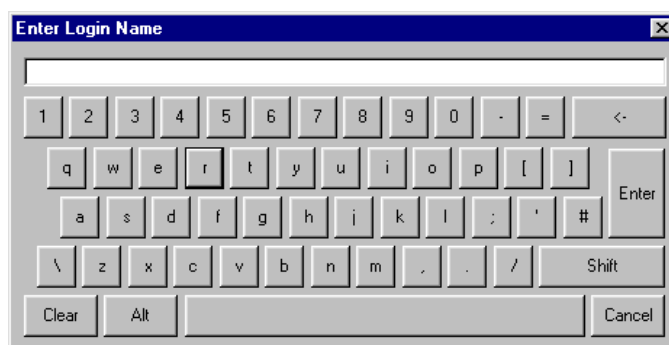 Enter Login Name
1 2 3 4 5 6 7 8 9 0 - = <-
q w e r t y u i o p [ ]
Enter
a s d f g h j k l ; ' #
\ z x c v b n m , . / Shift
Clear Alt Cancel